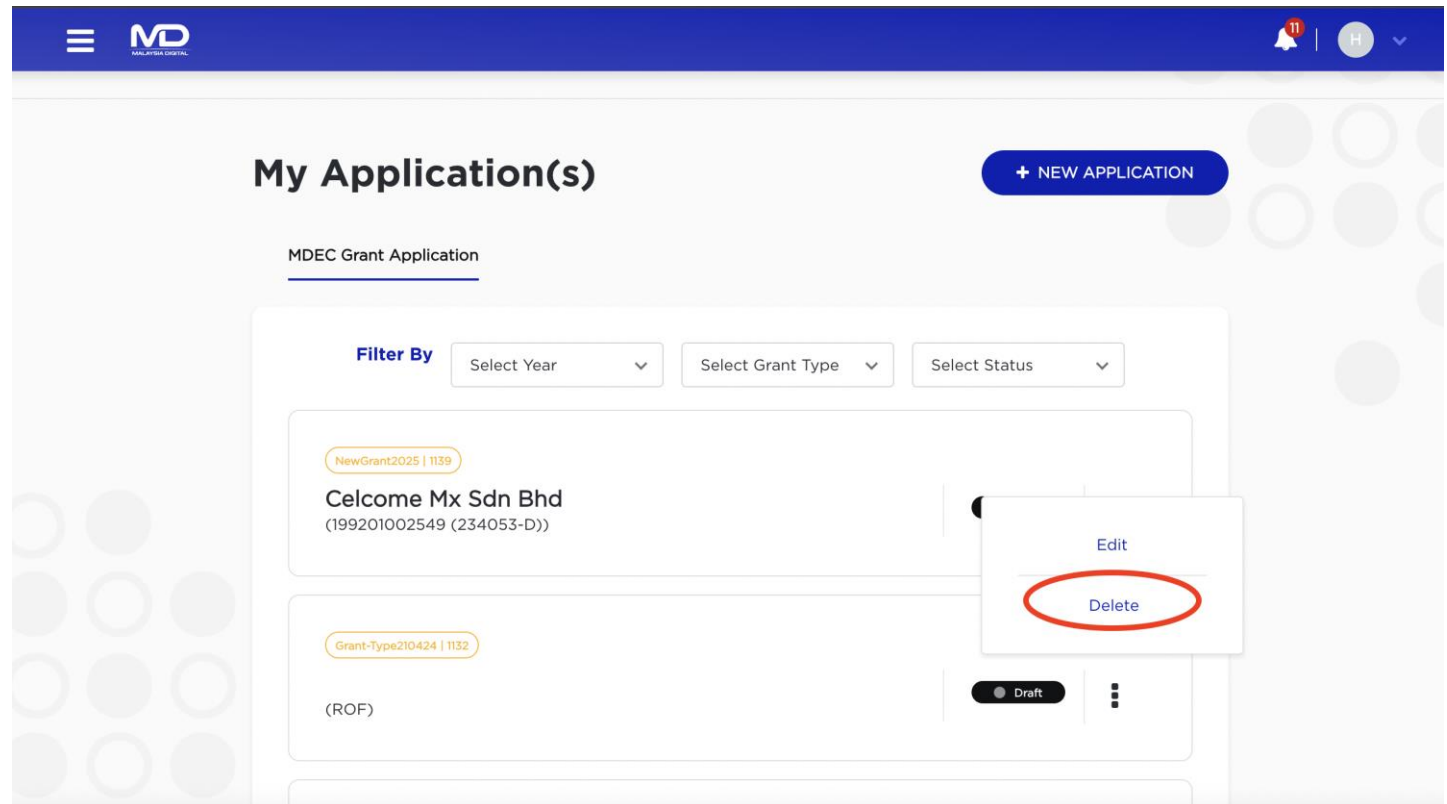 MD
MALAYSIA DIGITAL
11
H
My Application(s)
+ NEW APPLICATION
MDEC Grant Application
Filter By
Select Year
Select Grant Type
Select Status
NewGrant2025 | 1139
Celcome Mx Sdn Bhd
(199201002549 (234053-D))
Edit
Delete
Grant-Type210424 | 1132
(ROF)
Draft